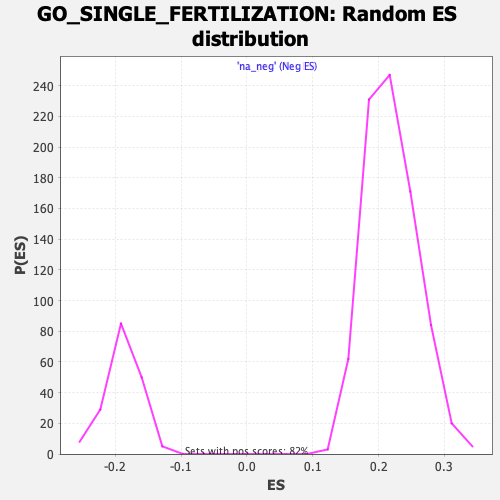 GO_SINGLE_FERTILIZATION: Random ES
distribution
'na_neg' (Neg ES)
240
220
200
180
160
140
120
100
80
60
40
20
0
P(ES)
Sets with pos scores: 82%
-0.2 -0.1 0.0 0.1 0.2 0.3
ES